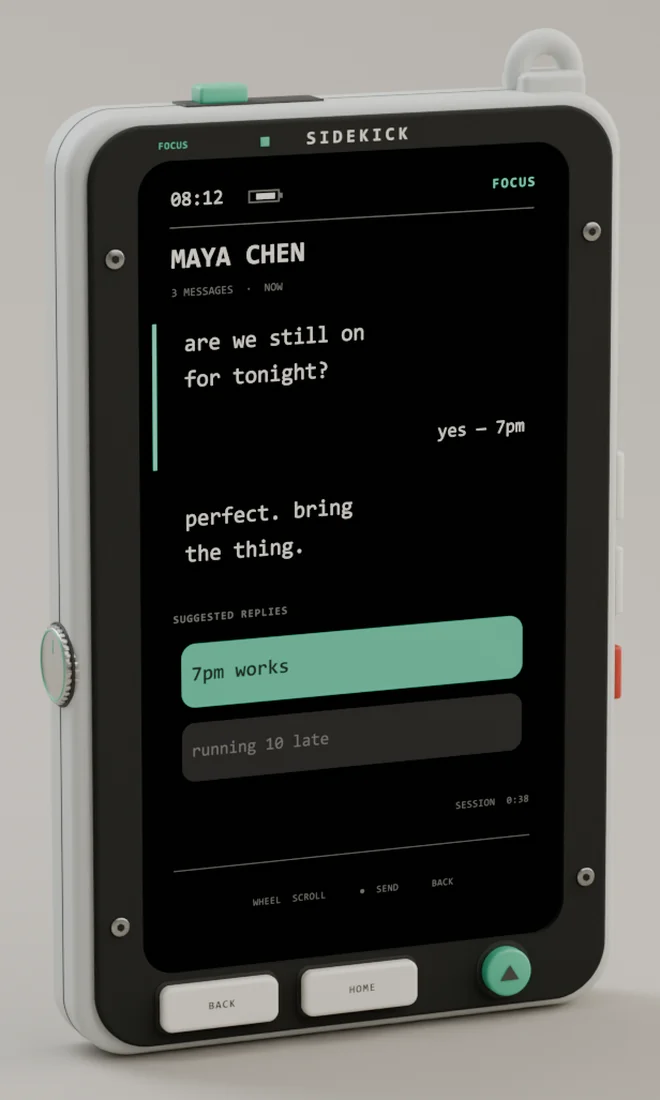 FOCUS
SIDEKICK
08:12
FOCUS
MAYA CHEN
3 MESSAGES · NOW
are we still on
for tonight?
yes — 7pm
perfect. bring
the thing.
SUGGESTED REPLIES
7pm works
running 10 late
SESSION 0:38
WHEEL SCROLL ● SEND BACK
BACK
HOME